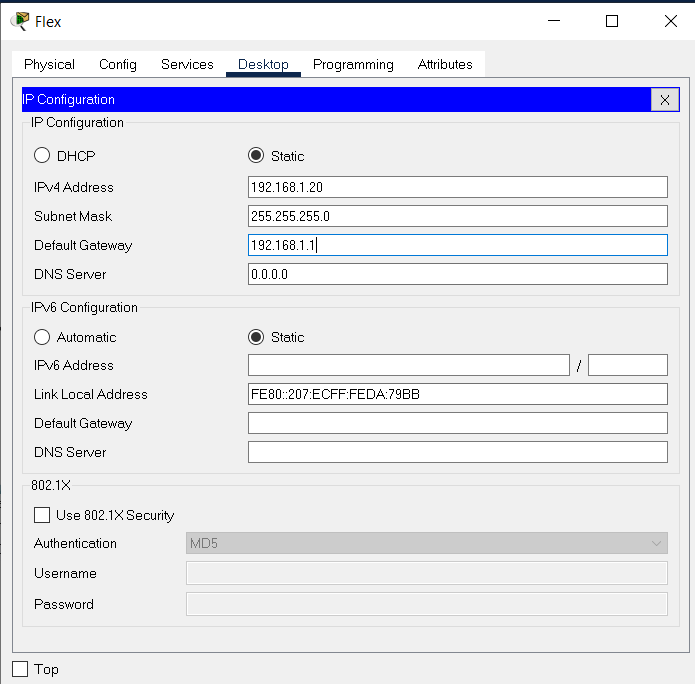 Flex
Physical Config Services Desktop Programming Attributes
IP Configuration X
IP Configuration
DHCP Static
IPv4 Address 192.168.1.20
Subnet Mask 255.255.255.0
Default Gateway 192.168.1.1
DNS Server 0.0.0.0
IPv6 Configuration
Automatic Static
IPv6 Address /
Link Local Address FE80::207:ECFF:FEDA:79BB
Default Gateway
DNS Server
802.1X
Use 802.1X Security
Authentication MD5
Username
Password
Top